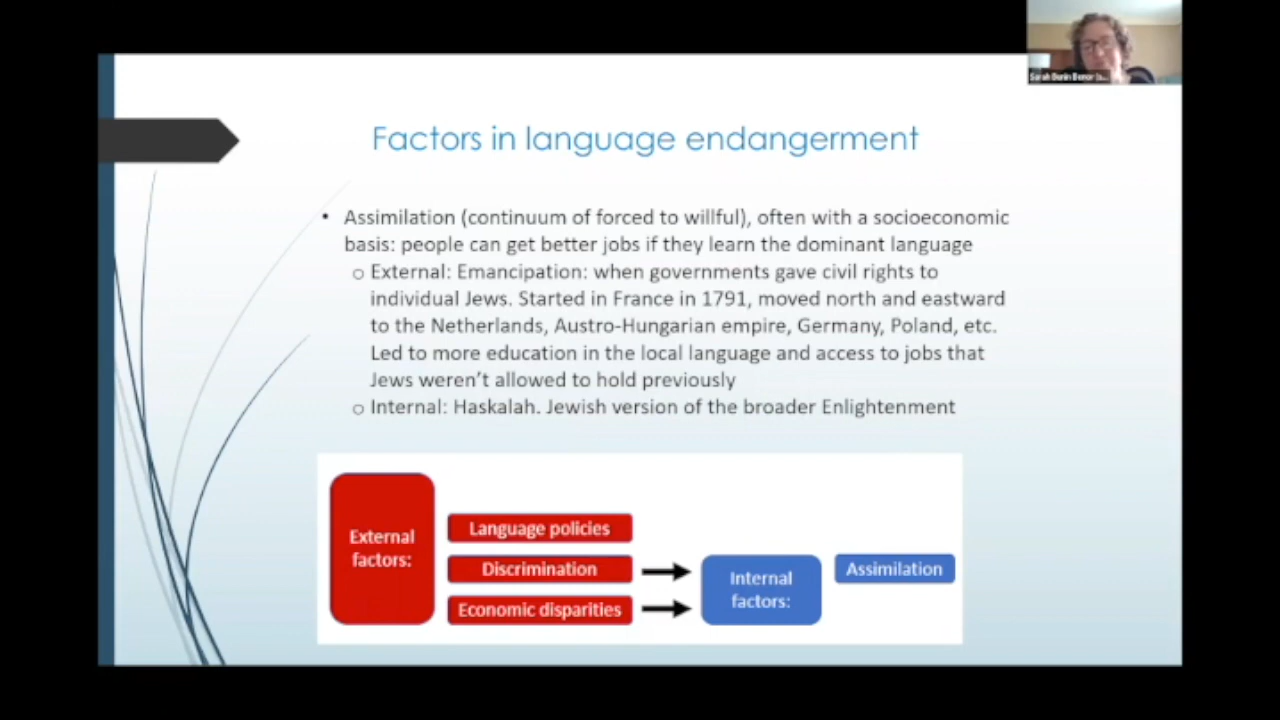 Sarah Bunin Benor (s...
Factors in language endangerment
• Assimilation (continuum of forced to willful), often with a socioeconomic
basis: people can get better jobs if they learn the dominant language
o External: Emancipation: when governments gave civil rights to
individual Jews. Started in France in 1791, moved north and eastward
to the Netherlands, Austro-Hungarian empire, Germany, Poland, etc.
Led to more education in the local language and access to jobs that
Jews weren't allowed to hold previously
o Internal: Haskalah. Jewish version of the broader Enlightenment
External
factors:
Language policies
Discrimination
Economic disparities
Internal
factors:
Assimilation